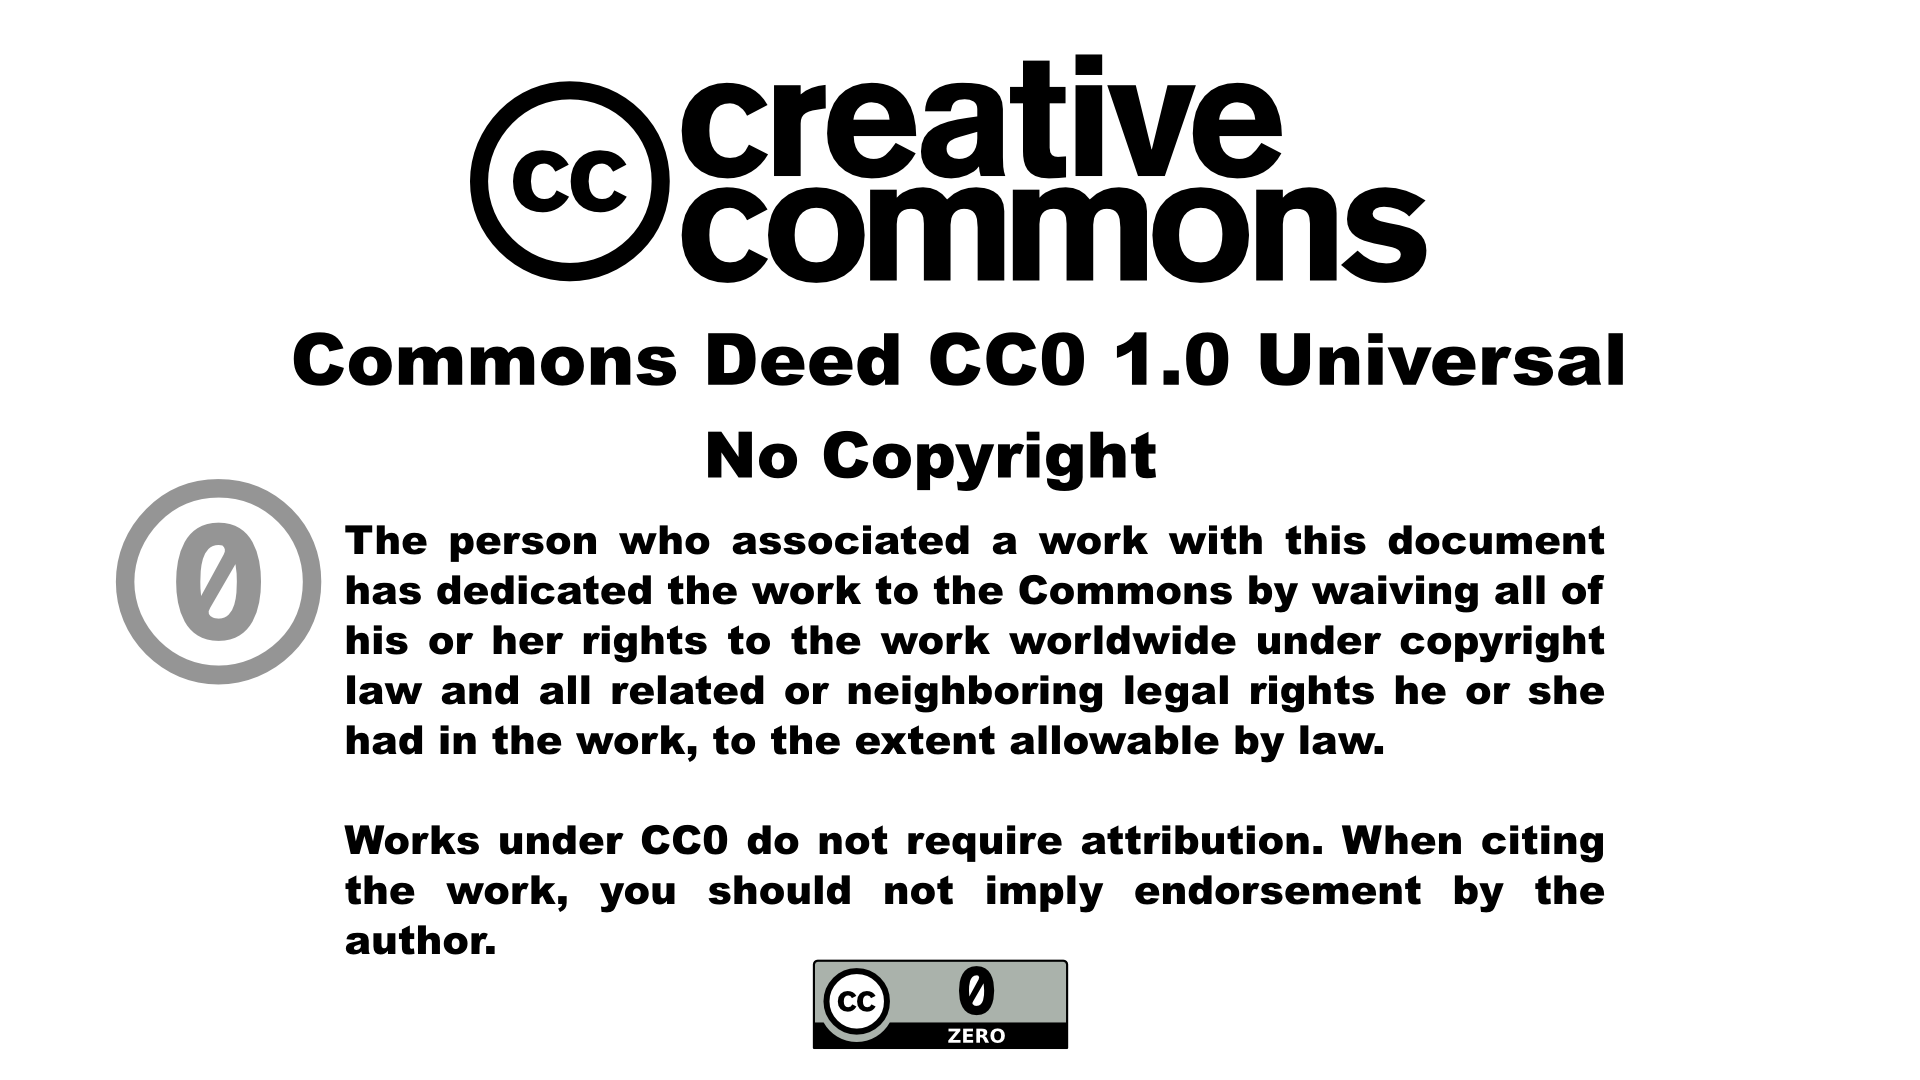 cc
creative
commons
Commons Deed CC0 1.0 Universal
No Copyright
0
The person who associated a work with this document
has dedicated the work to the Commons by waiving all of
his or her rights to the work worldwide under copyright
law and all related or neighboring legal rights he or she
had in the work, to the extent allowable by law.
Works under CC0 do not require attribution. When citing
the work, you should not imply endorsement by the
author.
cc
0
ZERO